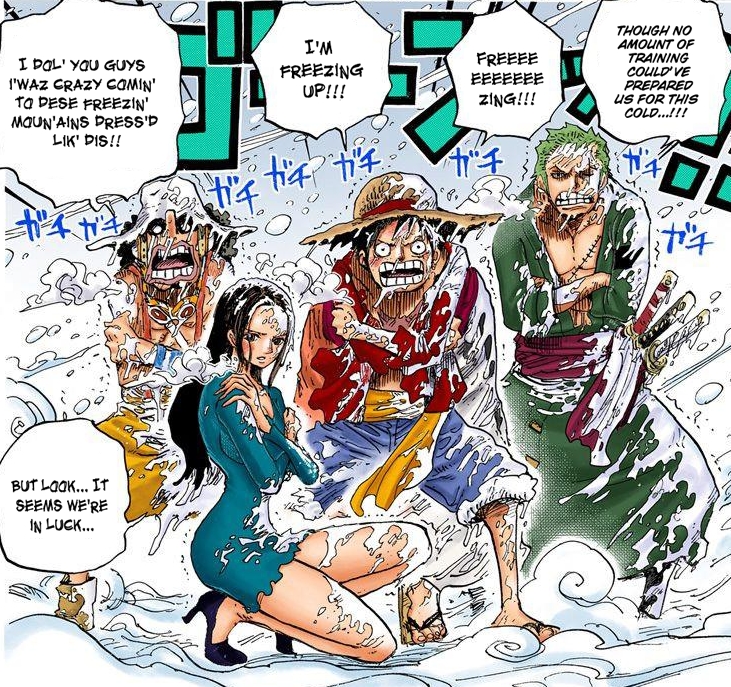 I DOL' YOU GUYS
I'WAZ CRAZY COMIN'
TO DESE FREEZIN'
MOUN'AINS DRESS'D
LIK' DIS!!
I'M
FREEZING
UP!!!
FREEEE
EEEEEEE
ZING!!!
THOUGH NO
AMOUNT OF
TRAINING
COULD'VE
PREPARED
US FOR THIS
COLD...!!!
ガチ
ガチ
ガチ
ガチ
ガチ
ガチ
ガチ
ガチ
BUT LOOK... IT
SEEMS WE'RE
IN LUCK...